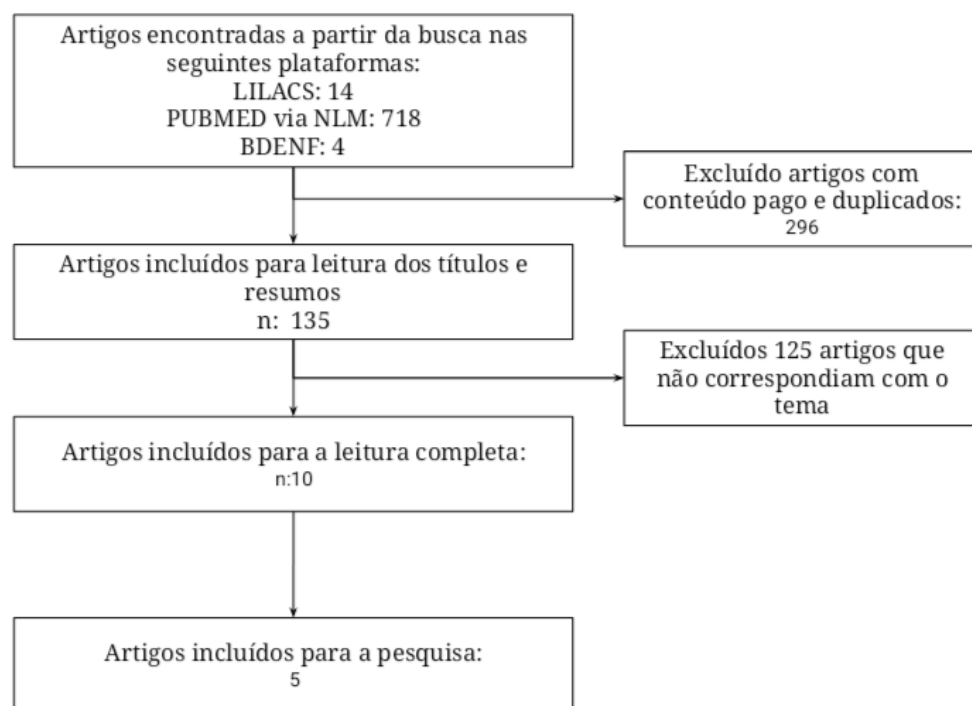 Artigos encontradas a partir da busca nas
seguintes plataformas:
LILACS: 14
PUBMED via NLM: 718
BDENF: 4
Excluído artigos com
conteúdo pago e duplicados:
296
Artigos incluídos para leitura dos títulos e
resumos
n: 135
Excluídos 125 artigos que
não correspondiam com o
tema
Artigos incluídos para a leitura completa:
n:10
Artigos incluídos para a pesquisa:
5